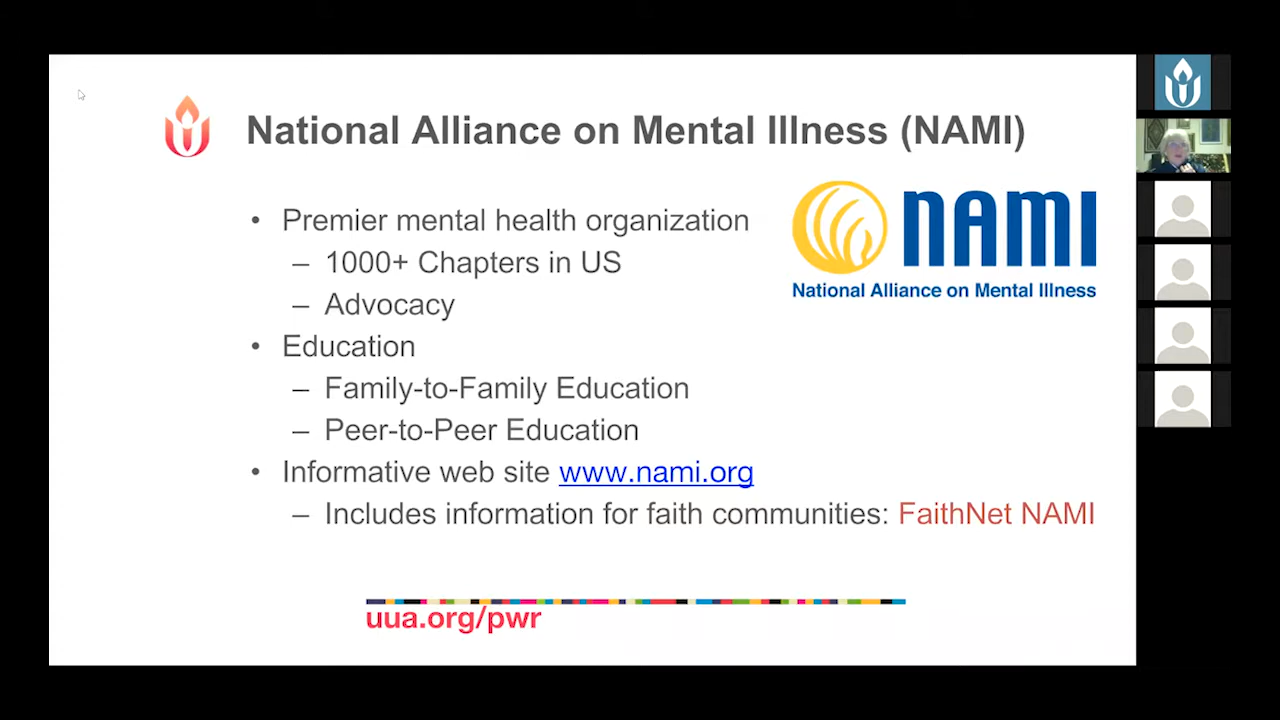 National Alliance on Mental Illness (NAMI)
• Premier mental health organization
– 1000+ Chapters in US
– Advocacy
NAMI
National Alliance on Mental Illness
• Education
– Family-to-Family Education
– Peer-to-Peer Education
• Informative web site www.nami.org
– Includes information for faith communities: FaithNet NAMI
uua.org/pwr